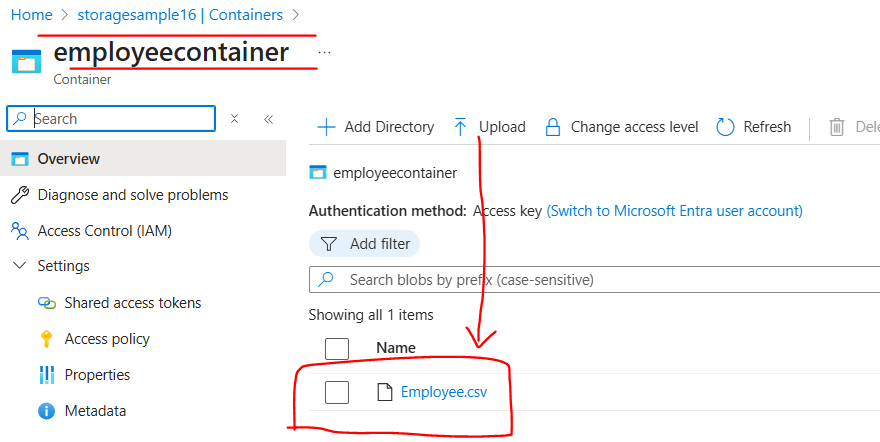 Home > storagesample16 | Containers >
employeecontainer ...
Container
Search
Add Directory Upload Change access level Refresh
Overview
employeecontainer
Diagnose and solve problems
Authentication method: Access key (Switch to Microsoft Entra user account)
Access Control (IAM)
Add filter
Settings
Search blobs by prefix (case-sensitive)
Shared access tokens
Showing all 1 items
Access policy
Name
Properties
Employee.csv
Metadata